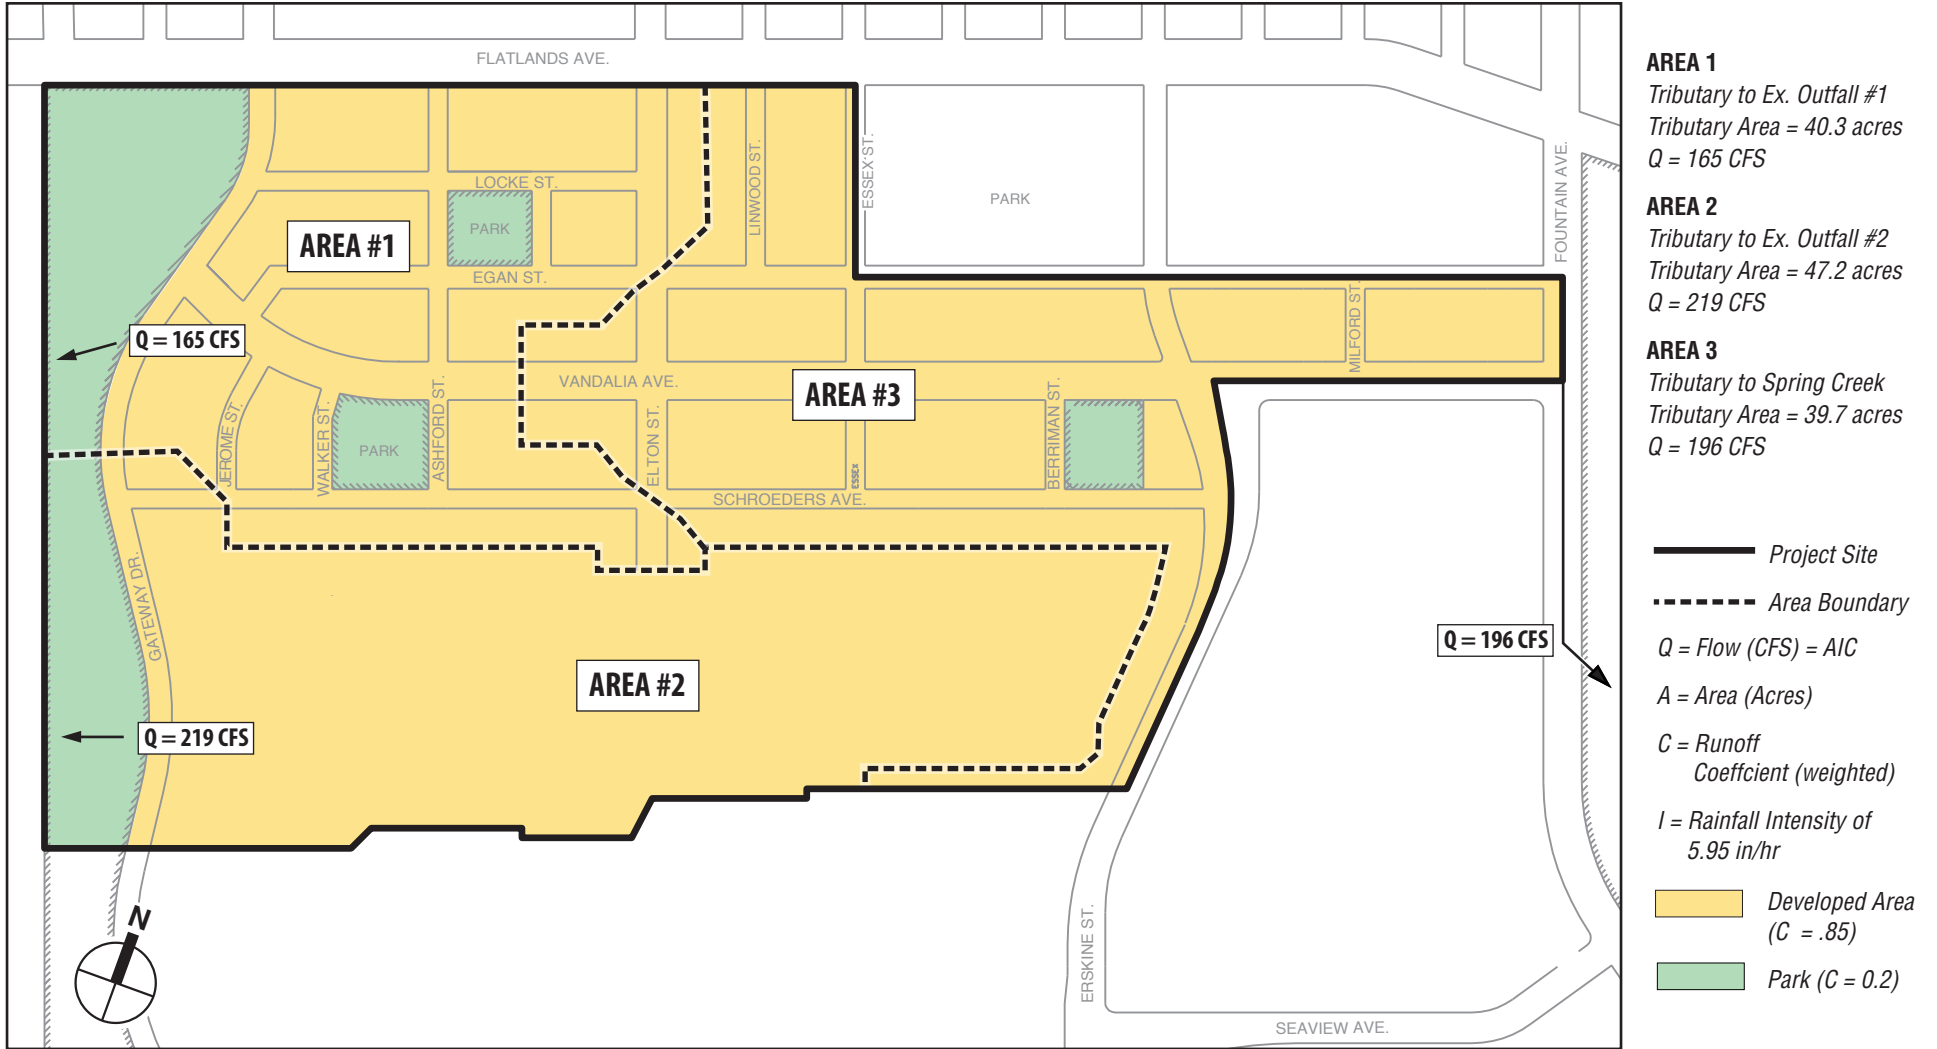 FLATLANDS AVE.
LOCKE ST.
LINWOOD ST.
ESSEX ST.
PARK
PARK
FOUNTAIN AVE.
AREA #1
EGAN ST.
Q = 165 CFS
MILFORD ST.
VANDALIA AVE.
AREA #3
JEROME ST.
WALKER ST.
PARK
ASHFORD ST.
ELTON ST.
ESSEX
BERRIMAN ST.
SCHROEDERS AVE.
GATEWAY DR.
AREA #2
Q = 196 CFS
Q = 219 CFS
N
ERSKINE ST.
SEAVIEW AVE.
AREA 1
Tributary to Ex. Outfall #1
Tributary Area = 40.3 acres
Q = 165 CFS
AREA 2
Tributary to Ex. Outfall #2
Tributary Area = 47.2 acres
Q = 219 CFS
AREA 3
Tributary to Spring Creek
Tributary Area = 39.7 acres
Q = 196 CFS
Project Site
Area Boundary
Q = Flow (CFS) = AIC
A = Area (Acres)
C = Runoff
Coeffcient (weighted)
I = Rainfall Intensity of
5.95 in/hr
Developed Area
(C = .85)
Park (C = 0.2)